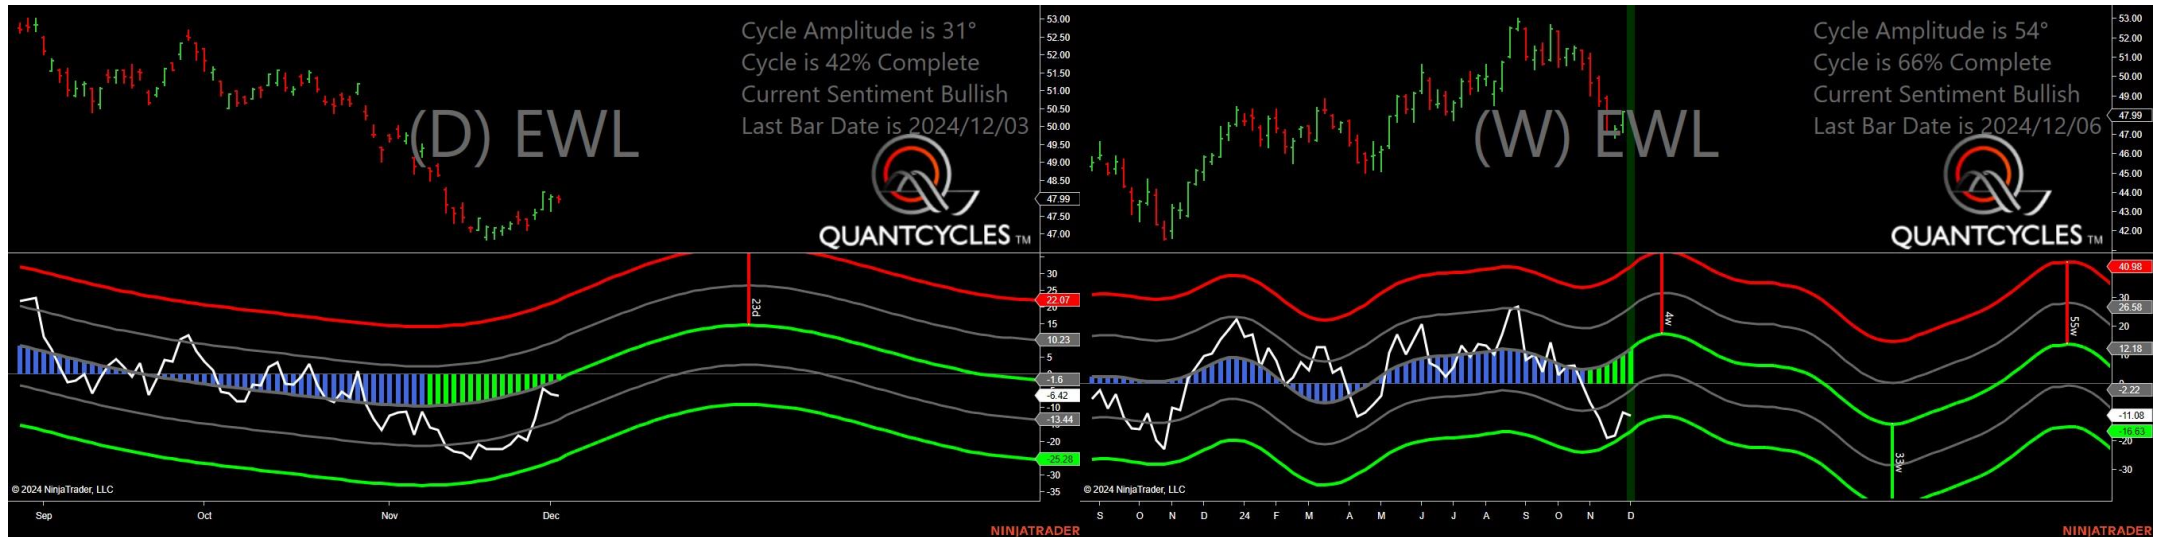 Cycle Amplitude is 31°
Cycle is 42% Complete
Current Sentiment Bullish
Last Bar Date is 2024/12/03
(D) EWL
QUANTCYCLES TM
53.00
52.50
52.00
51.50
51.00
50.50
50.00
49.50
49.00
48.50
47.99
47.50
47.00
23d
30
25
22.07
20
15
10.23
5
0
-1.6
-6.42
-10
-13.44
-20
-25.28
-30
-35
© 2024 NinjaTrader, LLC
Sep Oct Nov Dec
NINJATRADER
Cycle Amplitude is 54°
Cycle is 66% Complete
Current Sentiment Bullish
Last Bar Date is 2024/12/06
(W) EWL
QUANTCYCLES TM
53.00
52.00
51.00
50.00
49.00
47.99
47.00
46.00
45.00
44.00
43.00
42.00
4w
33w
55w
40.98
30
26.58
20
12.18
10
-2.22
-11.08
-16.63
-20
-30
© 2024 NinjaTrader, LLC
S O N D 24 F M A M J J A S O N D
NINJATRADER